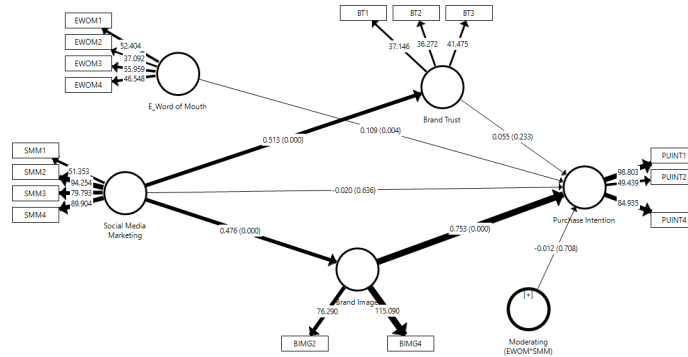 BT1
BT2
BT3
EWOM1
EWOM2
EWOM3
EWOM4
52.404
37.092
55.959
46.548
37.146
36.272
41.475
E_Word of Mouth
Brand Trust
0.513 (0.000)
0.109 (0.004)
0.055 (0.233)
SMM1
SMM2
SMM3
SMM4
51.353
94.254
79.793
89.904
Social Media
Marketing
-0.020 (0.636)
PUINT1
PUINT2
PUINT4
98.803
49.439
84.935
Purchase Intention
0.476 (0.000)
0.753 (0.000)
-0.012 (0.708)
Brand Image
76.290
115.090
BIMG2
BIMG4
[+]
Moderating
(EWOM*SMM)